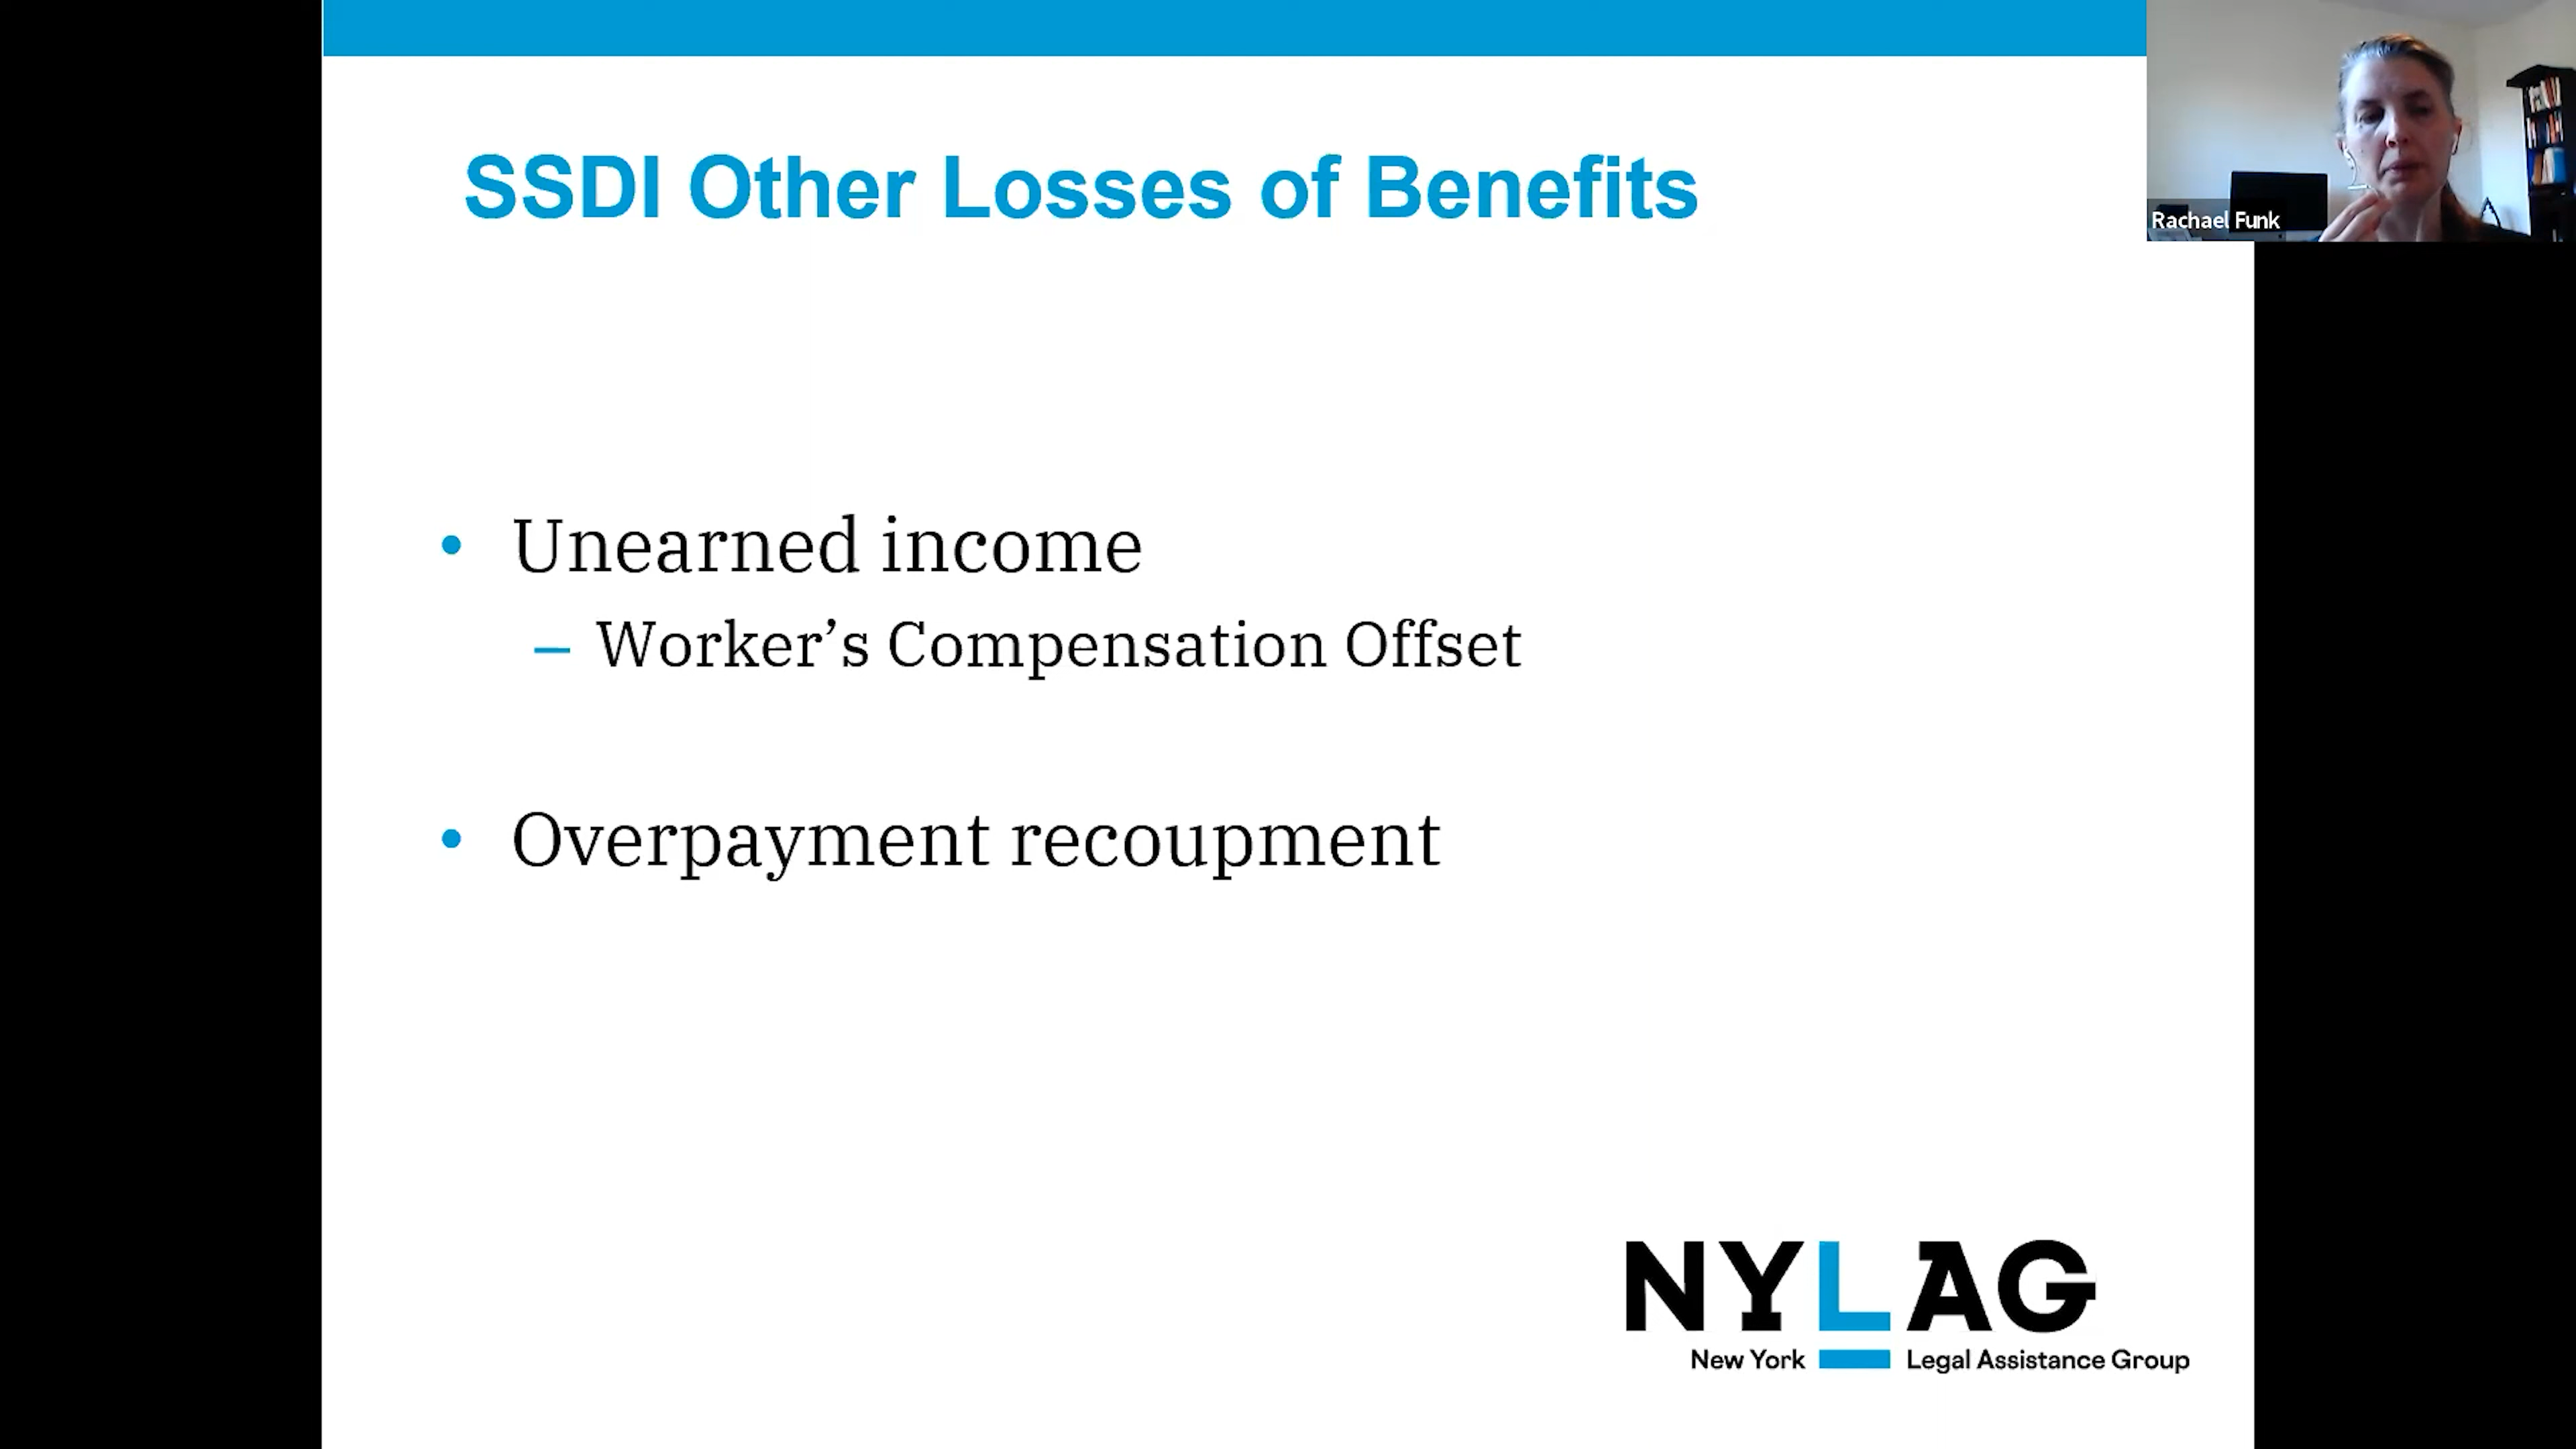 SSDI Other Losses of Benefits
Rachael Funk
• Unearned income
– Worker’s Compensation Offset
• Overpayment recoupment
NYLAG
New York Legal Assistance Group